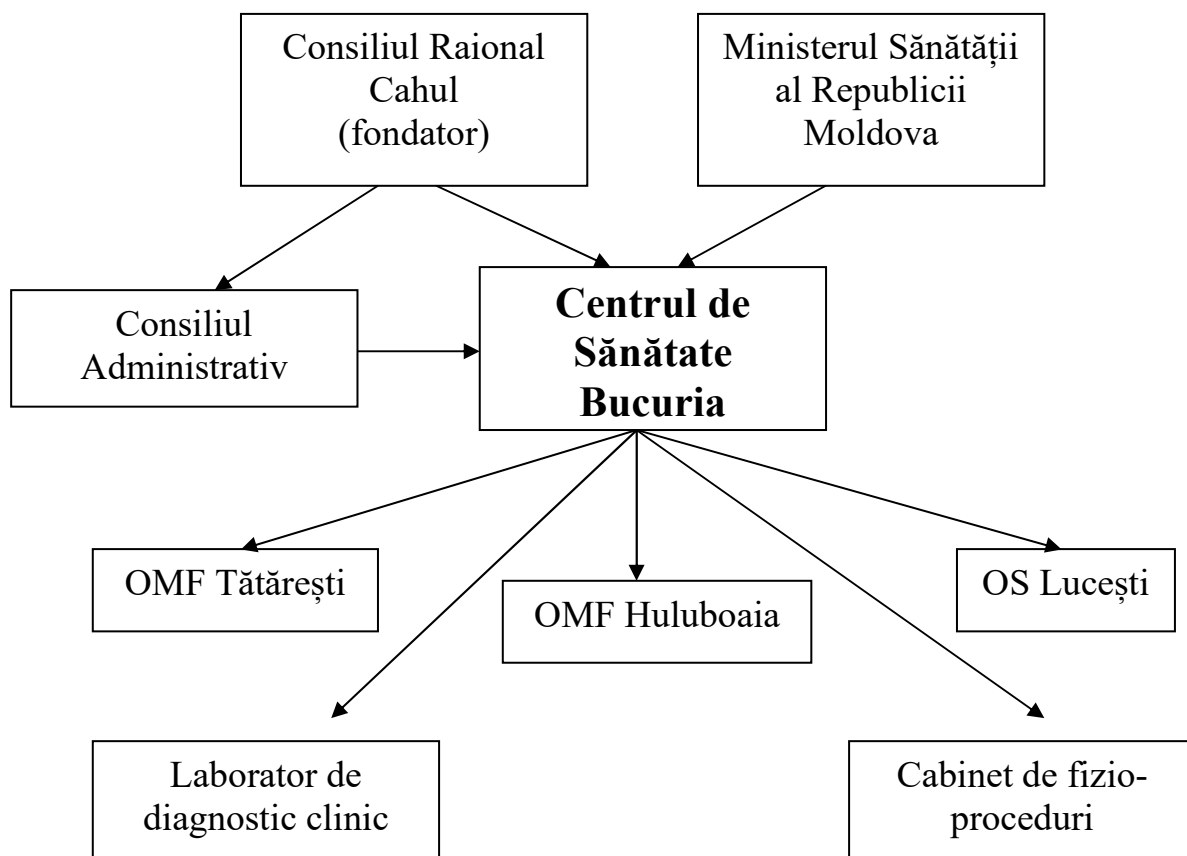 Consiliul Raional
Cahul
(fondator)
Ministerul Sănătății
al Republicii
Moldova
Consiliul
Administrativ
Centrul de
Sănătate
Bucuria
OMF Tătărești
OMF Huluboaia
OS Lucești
Laborator de
diagnostic clinic
Cabinet de fizio-
proceduri